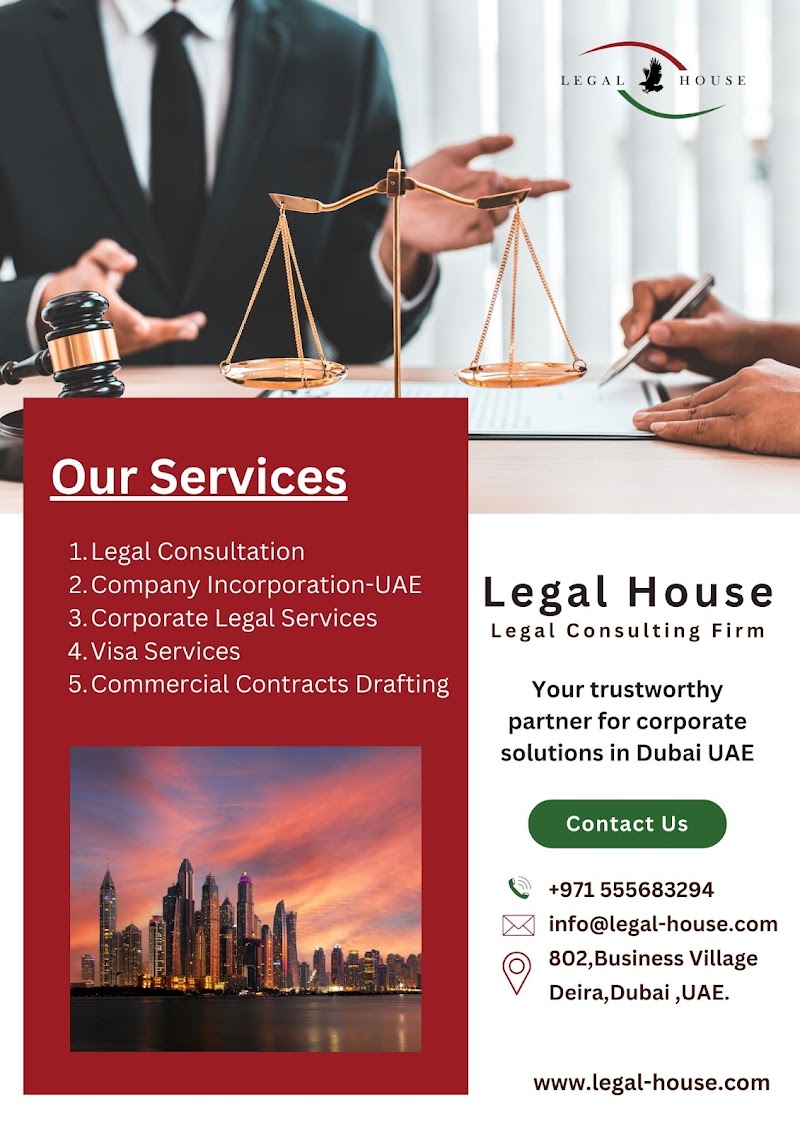 LEGAL HOUSE
Our Services
1. Legal Consultation
2. Company Incorporation-UAE
3. Corporate Legal Services
4. Visa Services
5. Commercial Contracts Drafting
Legal House
Legal Consulting Firm
Your trustworthy
partner for corporate
solutions in Dubai UAE
Contact Us
+971 555683294
info@legal-house.com
802,Business Village
Deira,Dubai ,UAE.
www.legal-house.com